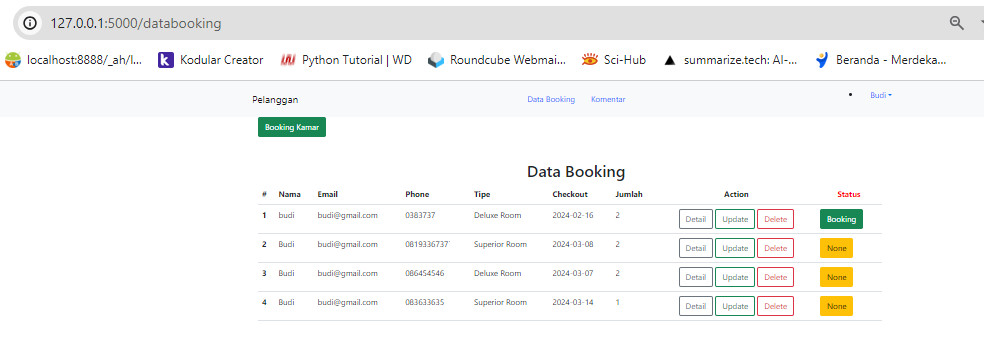 127.0.0.1:5000/databooking
localhost:8888/_ah/l... Kodular Creator Python Tutorial | WD Roundcube Webmai... Sci-Hub summarize.tech: AI-... Beranda - Merdeka...
Pelanggan Data Booking Komentar Budi
Booking Kamar
Data Booking
# Nama Email Phone Tipe Checkout Jumlah Action Status
1 budi budi@gmail.com 0383737 Deluxe Room 2024-02-16 2 Detail Update Delete Booking
2 Budi budi@gmail.com 0819336737 Superior Room 2024-03-08 2 Detail Update Delete None
3 Budi budi@gmail.com 086454546 Deluxe Room 2024-03-07 2 Detail Update Delete None
4 Budi budi@gmail.com 083633635 Superior Room 2024-03-14 1 Detail Update Delete None